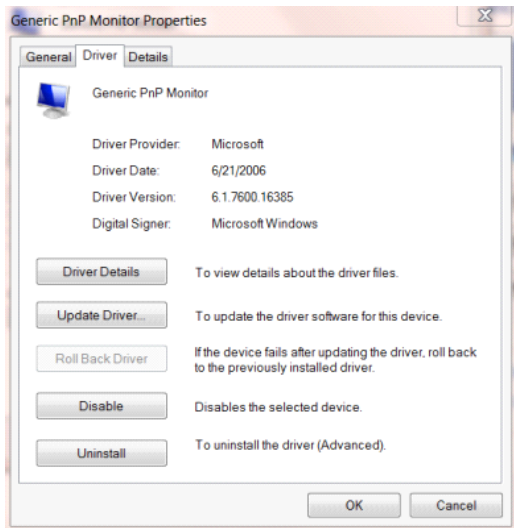 Generic PnP Monitor Properties
General Driver Details
Generic PnP Monitor
Driver Provider: Microsoft
Driver Date: 6/21/2006
Driver Version: 6.1.7600.16385
Digital Signer: Microsoft Windows
Driver Details To view details about the driver files.
Update Driver... To update the driver software for this device.
Roll Back Driver If the device fails after updating the driver, roll back
to the previously installed driver.
Disable Disables the selected device.
Uninstall To uninstall the driver (Advanced).
OK Cancel